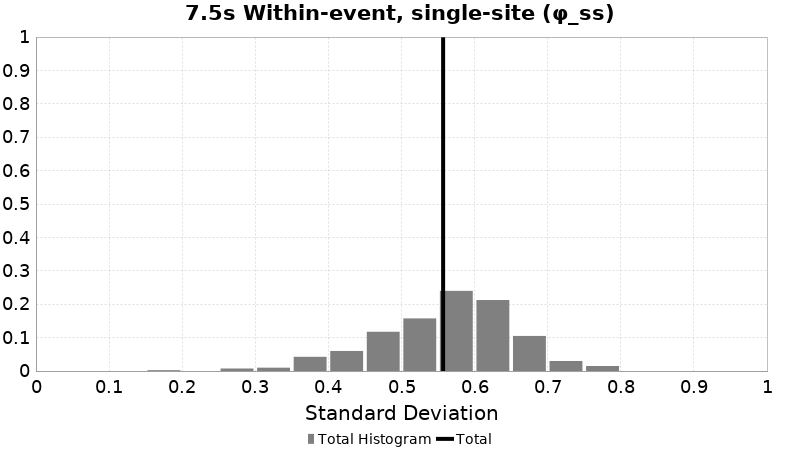 7.5s Within-event, single-site (φ_ss)
1
0.9
0.8
0.7
0.6
0.5
0.4
0.3
0.2
0.1
0
0 0.1 0.2 0.3 0.4 0.5 0.6 0.7 0.8 0.9 1
Standard Deviation
Total Histogram Total